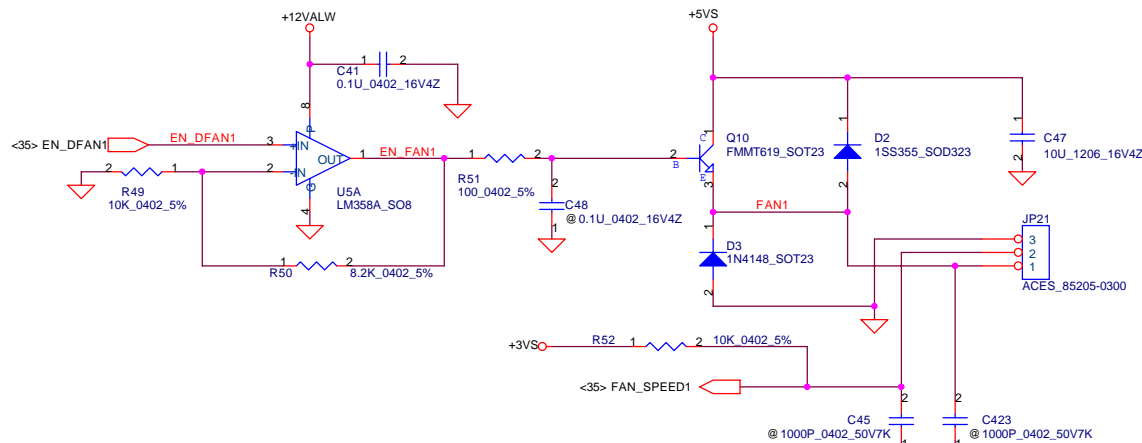 +12VALW
+5VS
1 2
C41
0.1U_0402_16V4Z
8
P
<35> EN_DFAN1
EN_DFAN1
3
+IN
OUT
1
EN_FAN1
2
-IN
G
4
U5A
LM358A_SO8
2 1
R49
10K_0402_5%
1 2
R50
8.2K_0402_5%
1 2
R51
100_0402_5%
2
C48
@0.1U_0402_16V4Z
1
1
C
2
B
E
3
Q10
FMMT619_SOT23
2
D2
1SS355_SOD323
1
1
C47
10U_1206_16V4Z
2
FAN1
1
D3
1N4148_SOT23
2
JP21
3
2
1
ACES_85205-0300
+3VS
R52
1 2
10K_0402_5%
<35> FAN_SPEED1
2
C45
@1000P_0402_50V7K
1
2
C423
@1000P_0402_50V7K
1